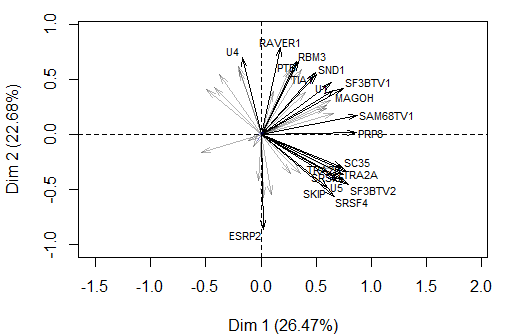 1.0
0.5
0.0
-0.5
-1.0
Dim 2 (22.68%)
RAVER1
U4
RBM3
PTB
SND1
TIA1
SF3BTV1
MAGOH
SAM68TV1
PRP8
SC35
TRA2A
SF3BTV2
U5
SKIP
SRSF4
ESRP2
-1.5 -1.0 -0.5 0.0 0.5 1.0 1.5 2.0
Dim 1 (26.47%)